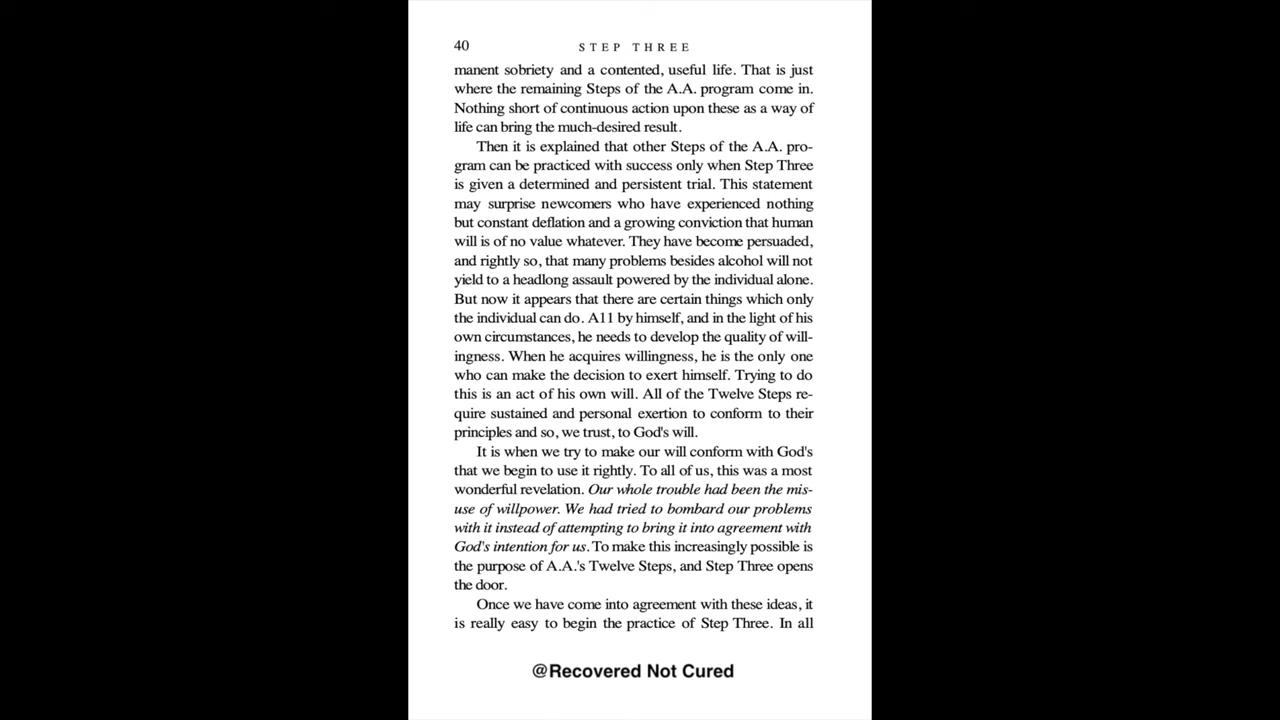 40
STEP THREE
manent sobriety and a contented, useful life. That is just
where the remaining Steps of the A.A. program come in.
Nothing short of continuous action upon these as a way of
life can bring the much-desired result.
Then it is explained that other Steps of the A.A. pro-
gram can be practiced with success only when Step Three
is given a determined and persistent trial. This statement
may surprise newcomers who have experienced nothing
but constant deflation and a growing conviction that human
will is of no value whatever. They have become persuaded,
and rightly so, that many problems besides alcohol will not
yield to a headlong assault powered by the individual alone.
But now it appears that there are certain things which only
the individual can do. A11 by himself, and in the light of his
own circumstances, he needs to develop the quality of will-
ingness. When he acquires willingness, he is the only one
who can make the decision to exert himself. Trying to do
this is an act of his own will. All of the Twelve Steps re-
quire sustained and personal exertion to conform to their
principles and so, we trust, to God's will.
It is when we try to make our will conform with God's
that we begin to use it rightly. To all of us, this was a most
wonderful revelation. Our whole trouble had been the mis-
use of willpower. We had tried to bombard our problems
with it instead of attempting to bring it into agreement with
God's intention for us. To make this increasingly possible is
the purpose of A.A.'s Twelve Steps, and Step Three opens
the door.
Once we have come into agreement with these ideas, it
is really easy to begin the practice of Step Three. In all
@Recovered Not Cured